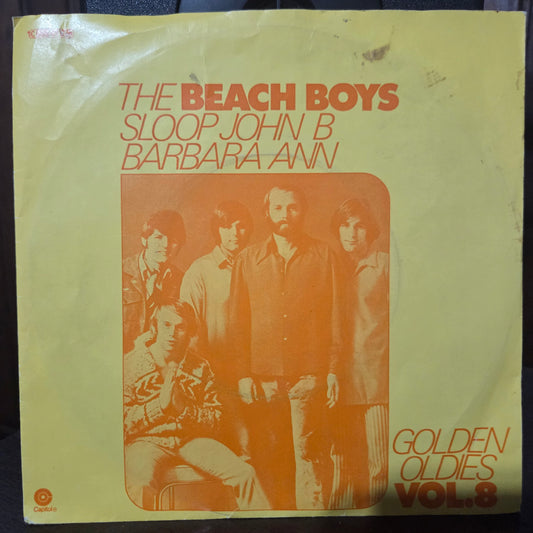 THE BEACH BOYS
SLOOP JOHN B
BARBARA ANN
GOLDEN
OLDIES
VOL.8
Capitol